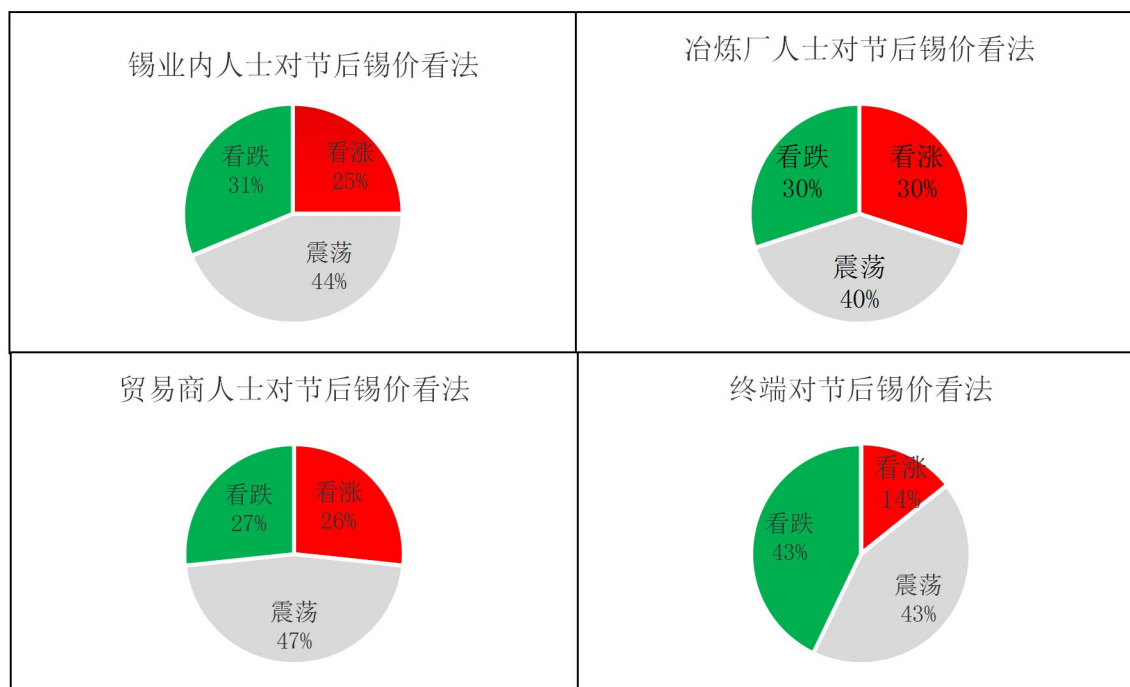 锡业内人士对节后锡价看法
看跌
31%
看涨
25%
震荡
44%
冶炼厂人士对节后锡价看法
看跌
30%
看涨
30%
震荡
40%
贸易商人士对节后锡价看法
看跌
27%
看涨
26%
震荡
47%
终端对节后锡价看法
看涨
14%
看跌
43%
震荡
43%